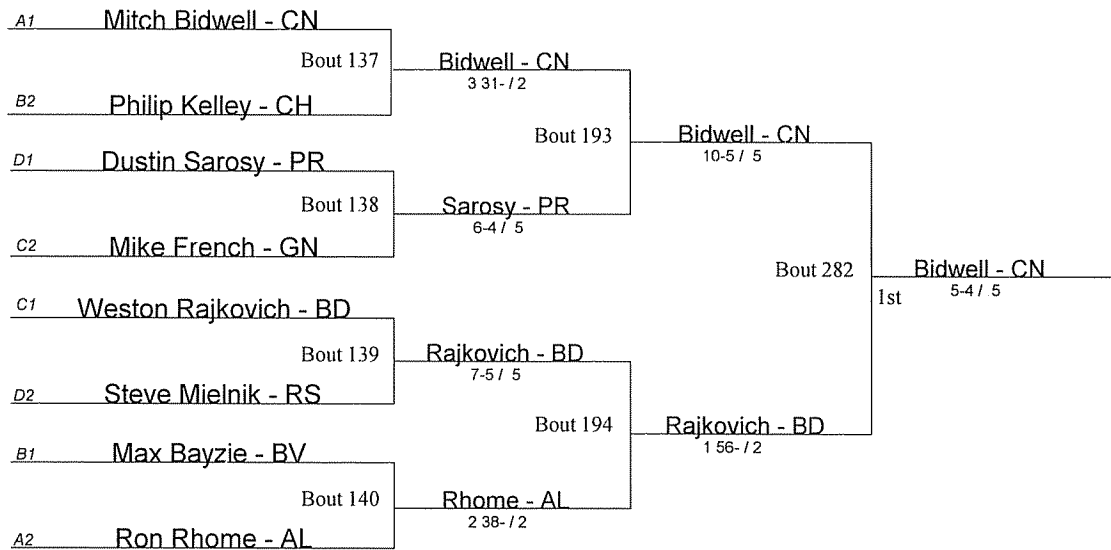 A1 Mitch Bidwell - CN
Bout 137
Bidwell - CN
3 31- / 2
B2 Philip Kelley - CH
Bout 193
Bidwell - CN
10-5 / 5
D1 Dustin Sarosy - PR
Bout 138
Sarosy - PR
6-4 / 5
C2 Mike French - GN
Bout 282
Bidwell - CN
5-4 / .5
1st
C1 Weston Rajkovich - BD
Bout 139
Rajkovich - BD
7-5 / 5
D2 Steve Mielnik - RS
Bout 194
Rajkovich - BD
1 56- / 2
B1 Max Bayzie - BV
Bout 140
Rhome - AL
2 38- / 2
A2 Ron Rhome - AL